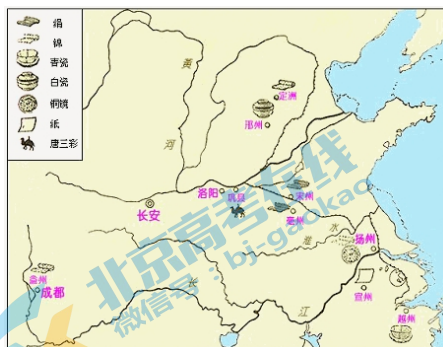 绢
锦
青瓷
白瓷
铜镜
纸
唐三彩
黄
河
定州
邢州
洛阳
巩县
宋州
亳州
长安
淮
水
扬州
益州
成都
长
江
宣州
越州
北京高考在线
微信号:bj-gaokao